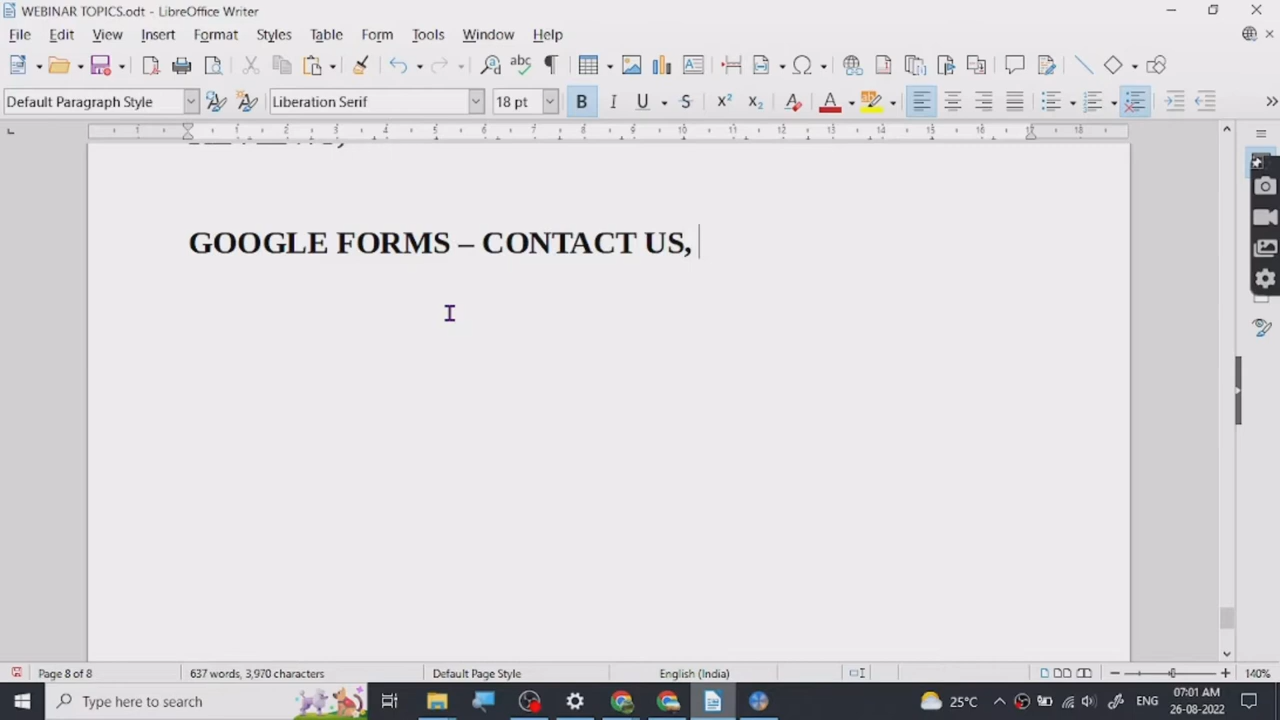 WEBINAR TOPICS.odt - LibreOffice Writer
File Edit View Insert Format Styles Table Form Tools Window Help
Default Paragraph Style Liberation Serif 18pt
GOOGLE FORMS – CONTACT US,
Page 8 of 8 637 words, 3,970 characters Default Page Style English (India) 140%
Type here to search 25°C ENG 07:01 AM
26-08-2022